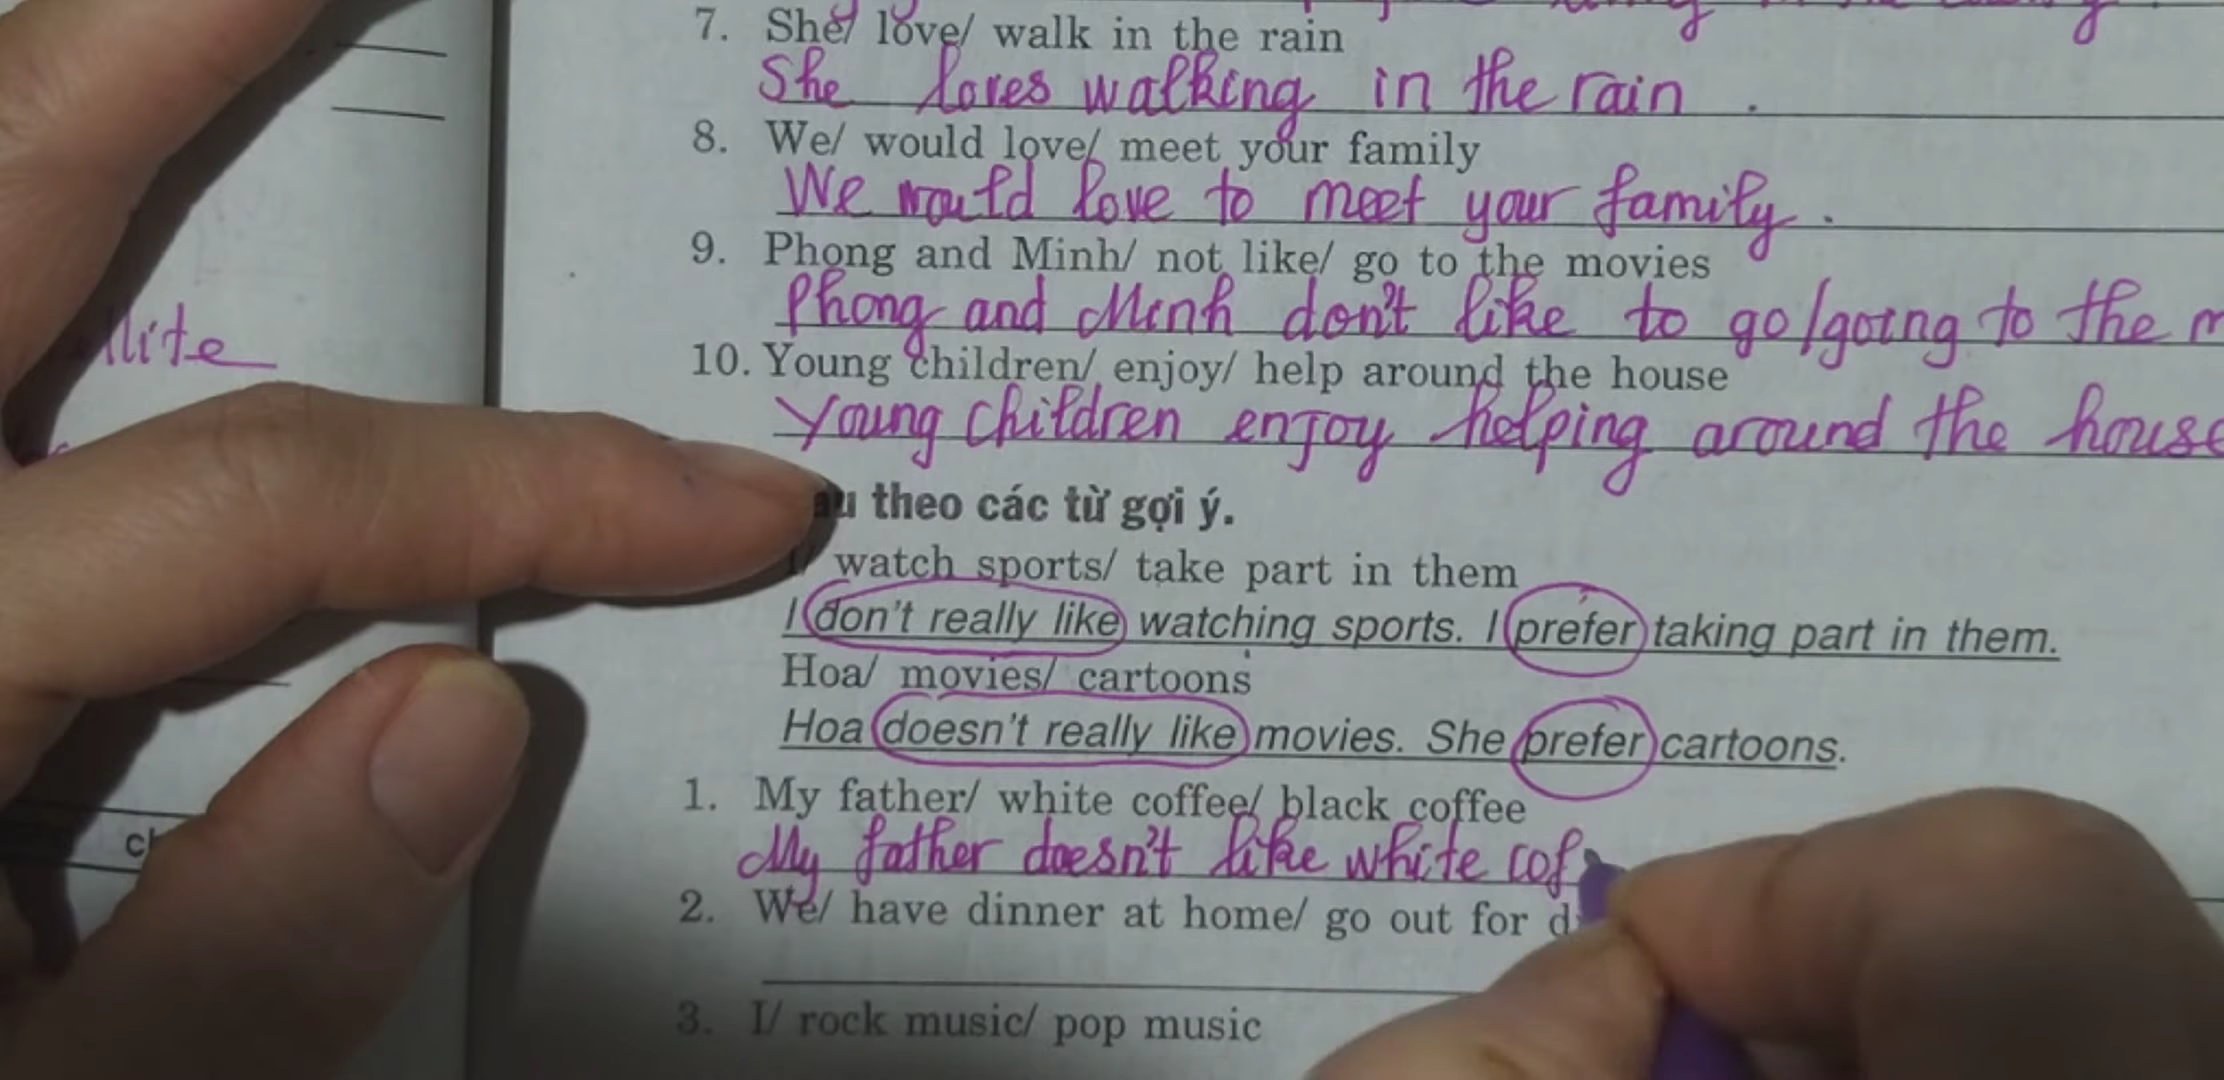 7. She/ love/ walk in the rain
She loves walking in the rain.
8. We/ would love/ meet your family
We would love to meet your family.
9. Phong and Minh/ not like/ go to the movies
Phong and Minh don't like to go/going to the m
10. Young children/ enjoy/ help around the house
Young children enjoy helping around the house
theo các từ gợi ý.
watch sports/ take part in them
I don't really like watching sports. I prefer taking part in them.
Hoa/ movies/ cartoons
Hoa doesn't really like movies. She prefer cartoons.
1. My father/ white coffee/ black coffee
My father doesn't like white cof
2. We/ have dinner at home/ go out for d
3. I/ rock music/ pop music